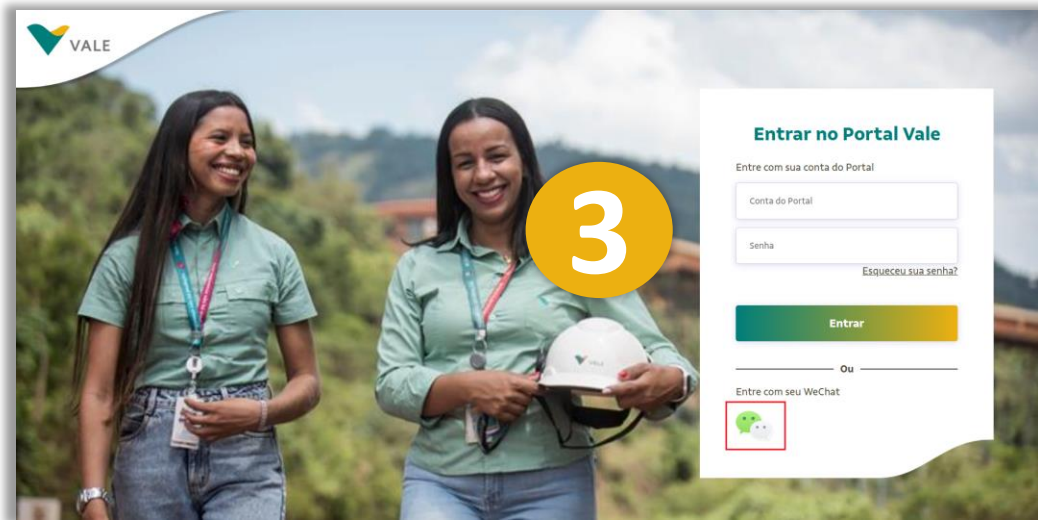 VALE
Entrar no Portal Vale
Entre com sua conta do Portal
Conta do Portal
3
Senha
Esqueceu sua senha?
Entrar
Ou
VALE
Entre com seu WeChat